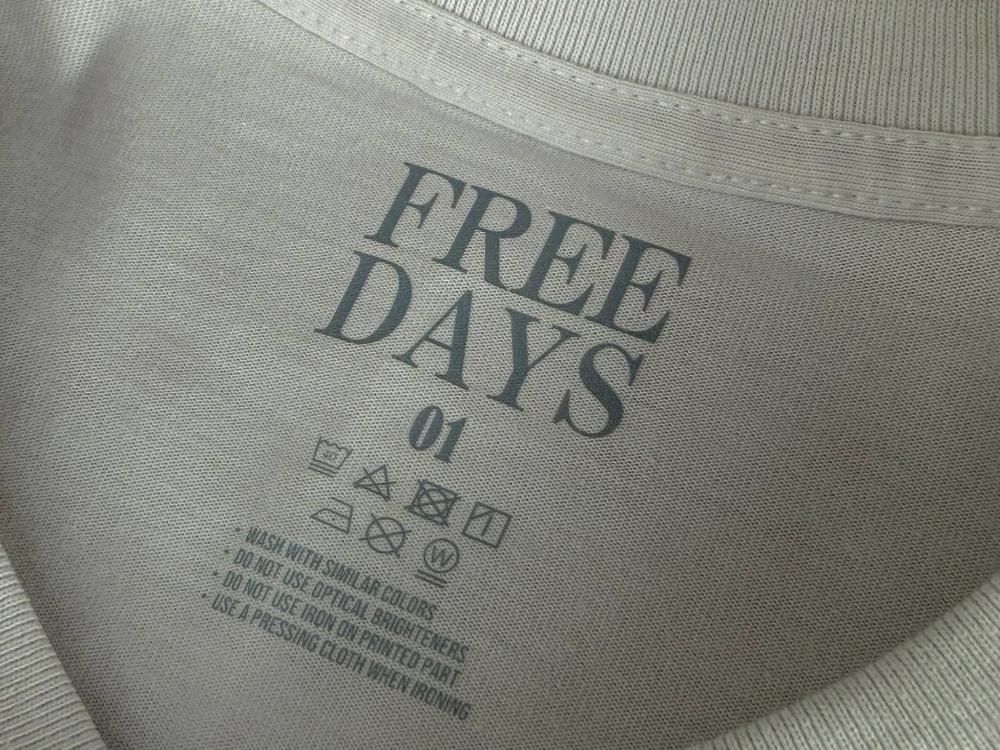 FREE
DAYS
01
30
W
• WASH WITH SIMILAR COLORS
• DO NOT USE OPTICAL BRIGHTENERS
• DO NOT USE IRON ON PRINTED PART
• USE A PRESSING CLOTH WHEN IRONING